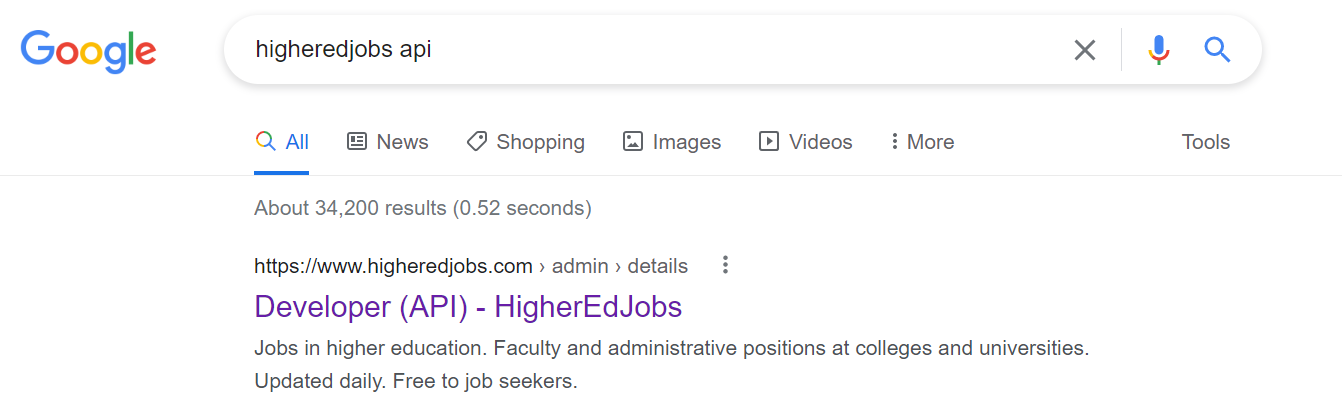 Google
higheredjobs api
All News Shopping Images Videos More Tools
About 34,200 results (0.52 seconds)
https://www.higheredjobs.com › admin › details
Developer (API) - HigherEdJobs
Jobs in higher education. Faculty and administrative positions at colleges and universities.
Updated daily. Free to job seekers.